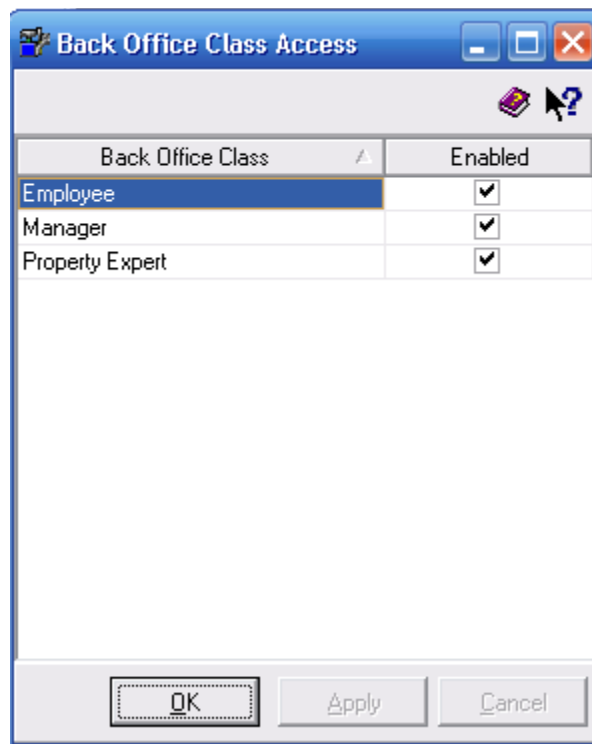 Back Office Class Access
Back Office Class Enabled
Employee
Manager
Property Expert
OK Apply Cancel